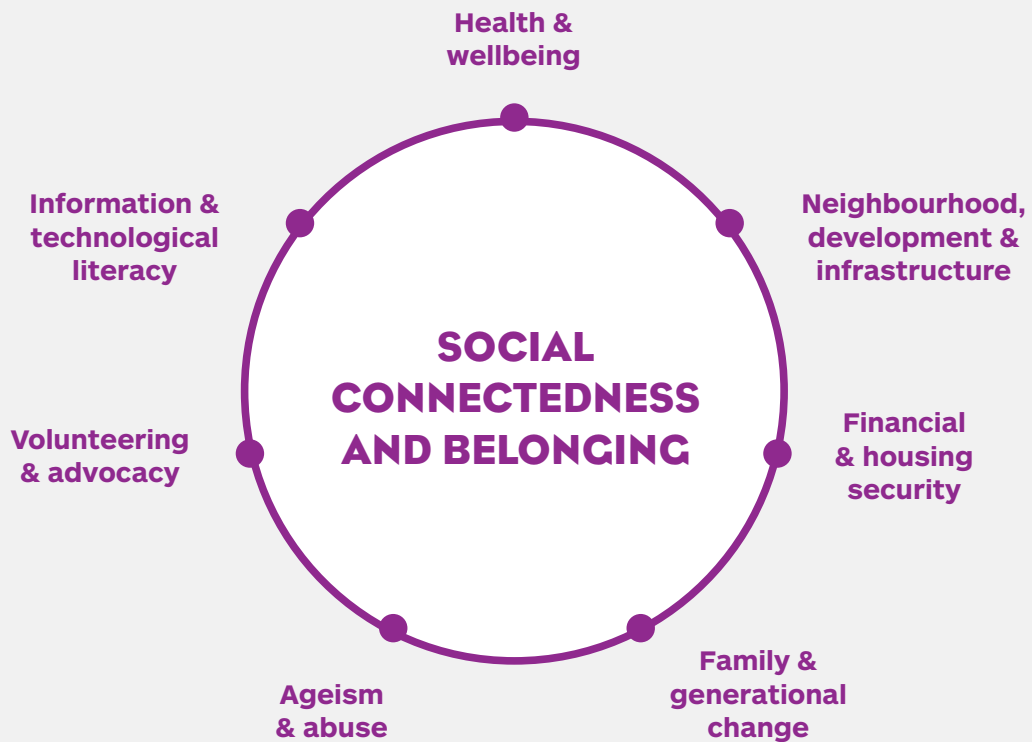 Health &
wellbeing
Neighbourhood,
development &
infrastructure
Financial
& housing
security
Family &
generational
change
Ageism
& abuse
Volunteering
& advocacy
Information &
technological
literacy
SOCIAL
CONNECTEDNESS
AND BELONGING